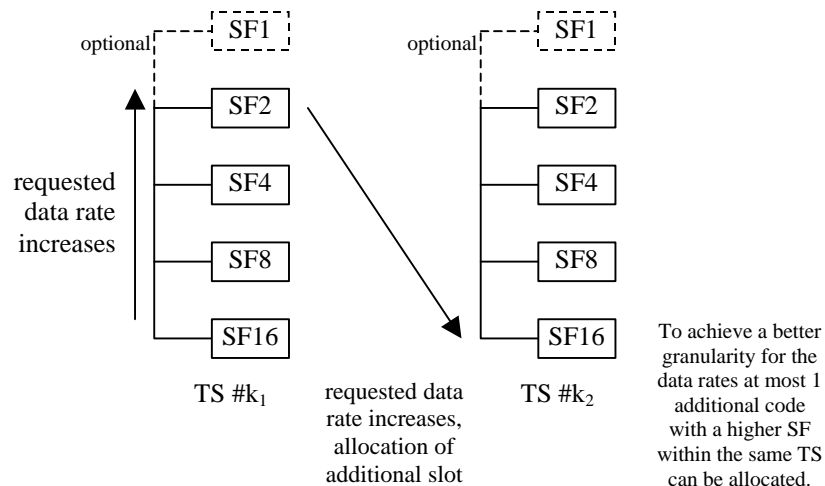 optional
SF1
SF2
SF4
SF8
SF16
requested
data rate
increases
TS #k1
requested data
rate increases,
allocation of
additional slot
optional
SF1
SF2
SF4
SF8
SF16
TS #k2
To achieve a better
granularity for the
data rates at most 1
additional code
with a higher SF
within the same TS
can be allocated.